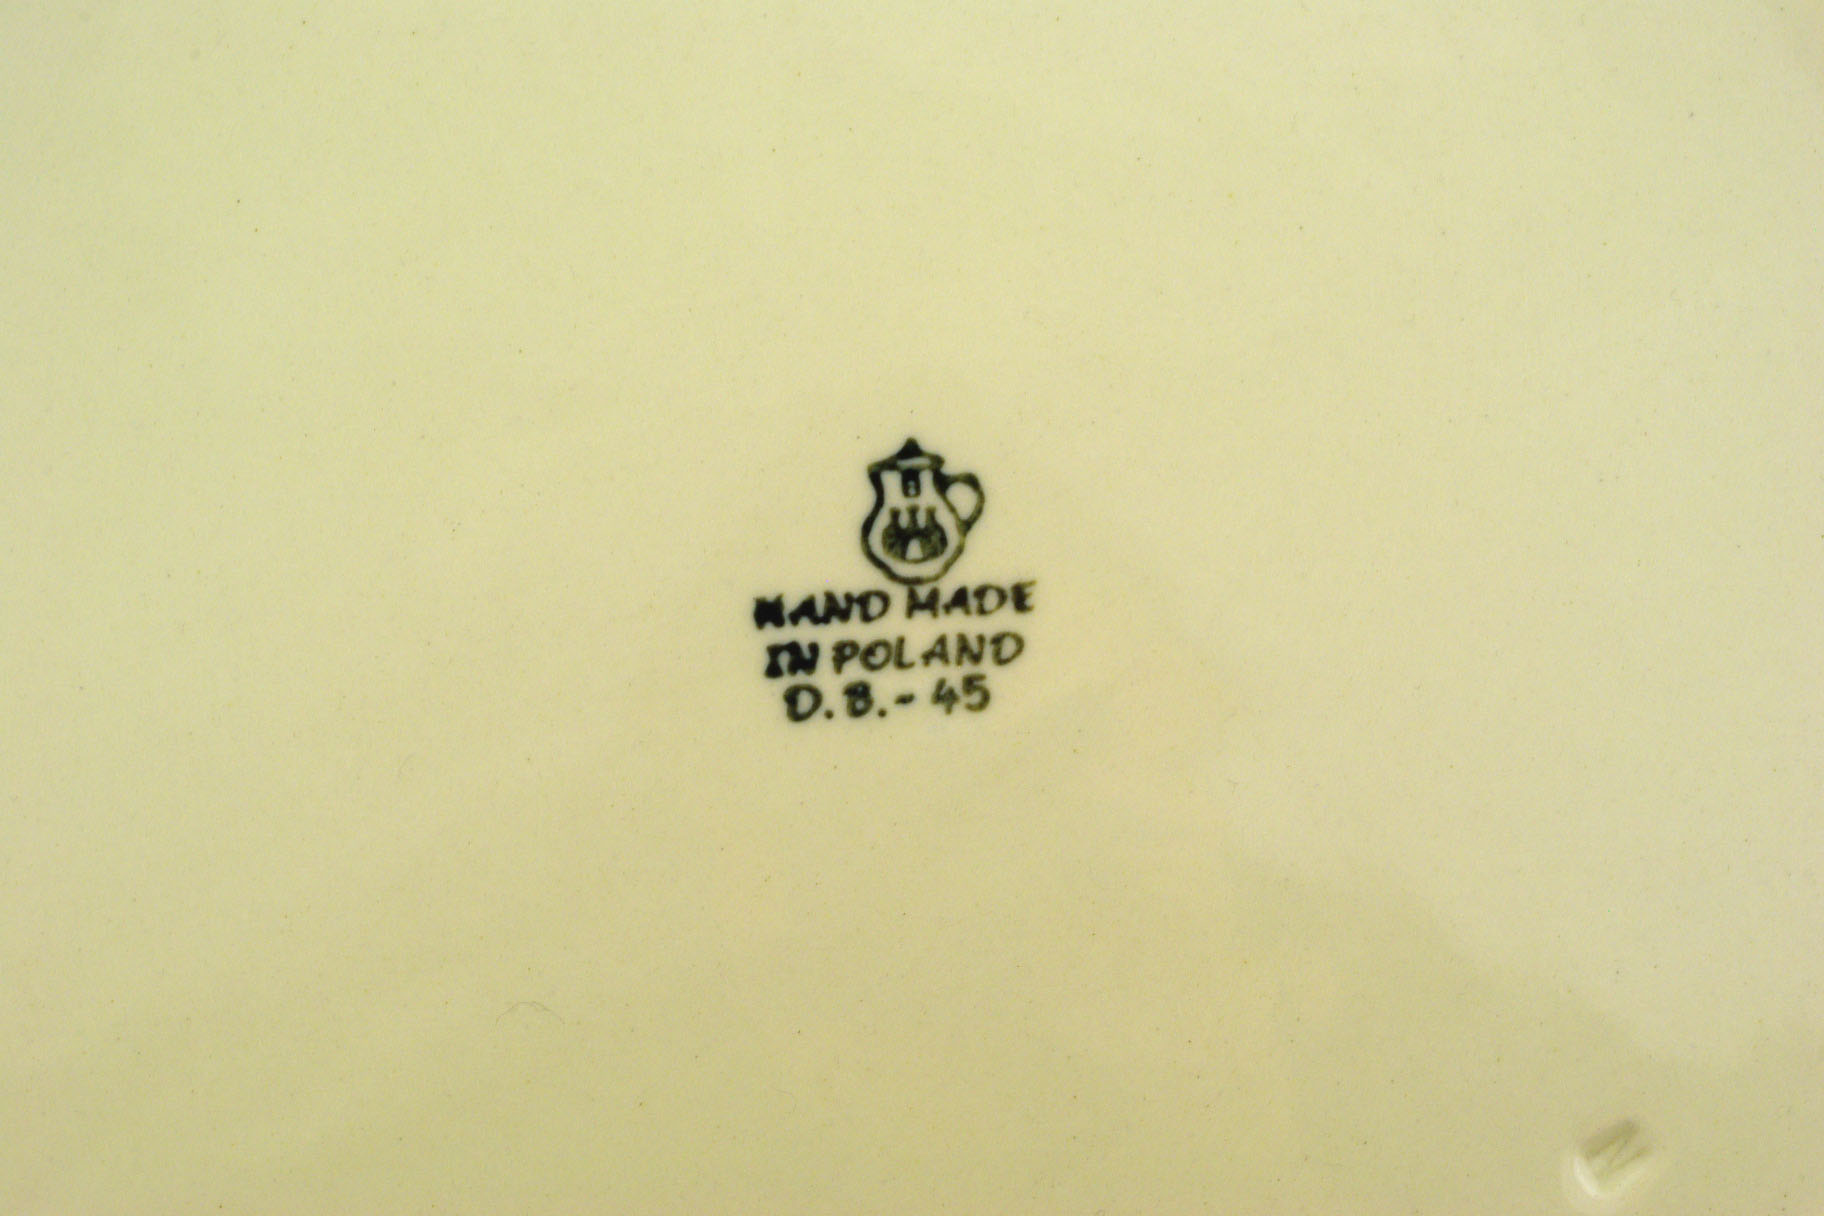 HAND MADE
IN POLAND
D.B.- 45
N